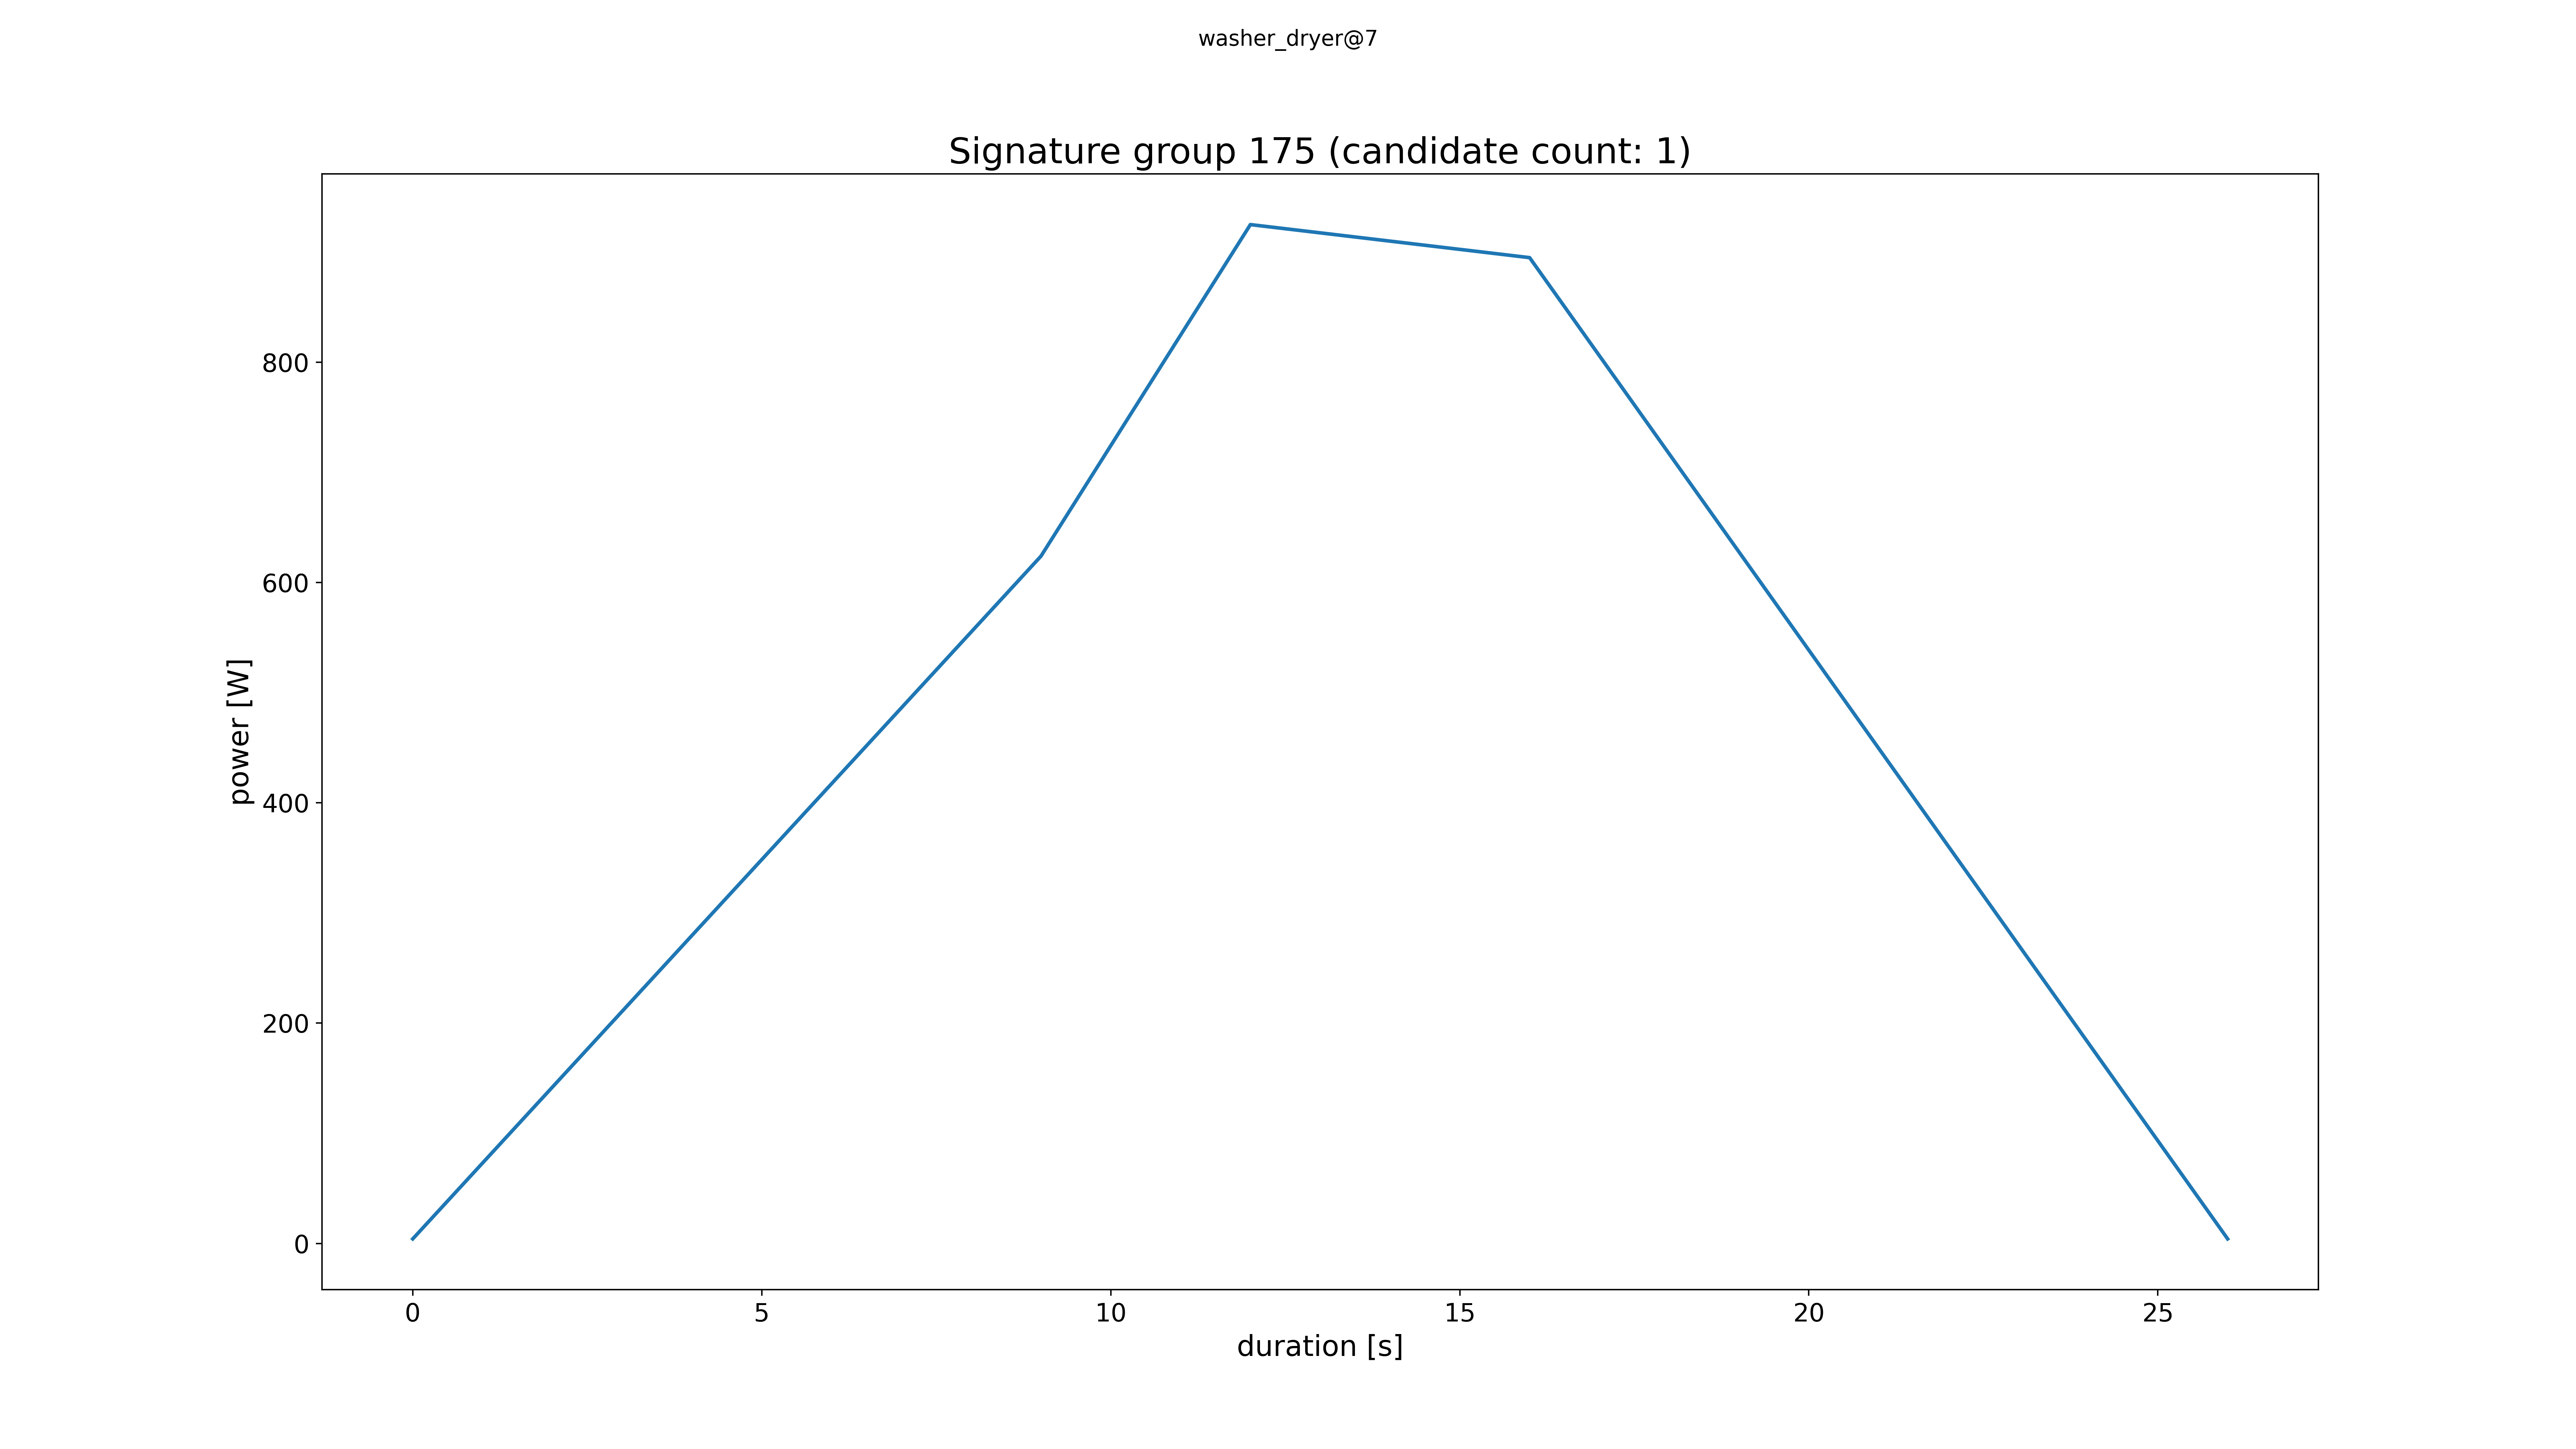 washer_dryer@7
Signature group 175 (candidate count: 1)
power [W]
800
600
400
200
0
0 5 10 15 20 25
duration [s]